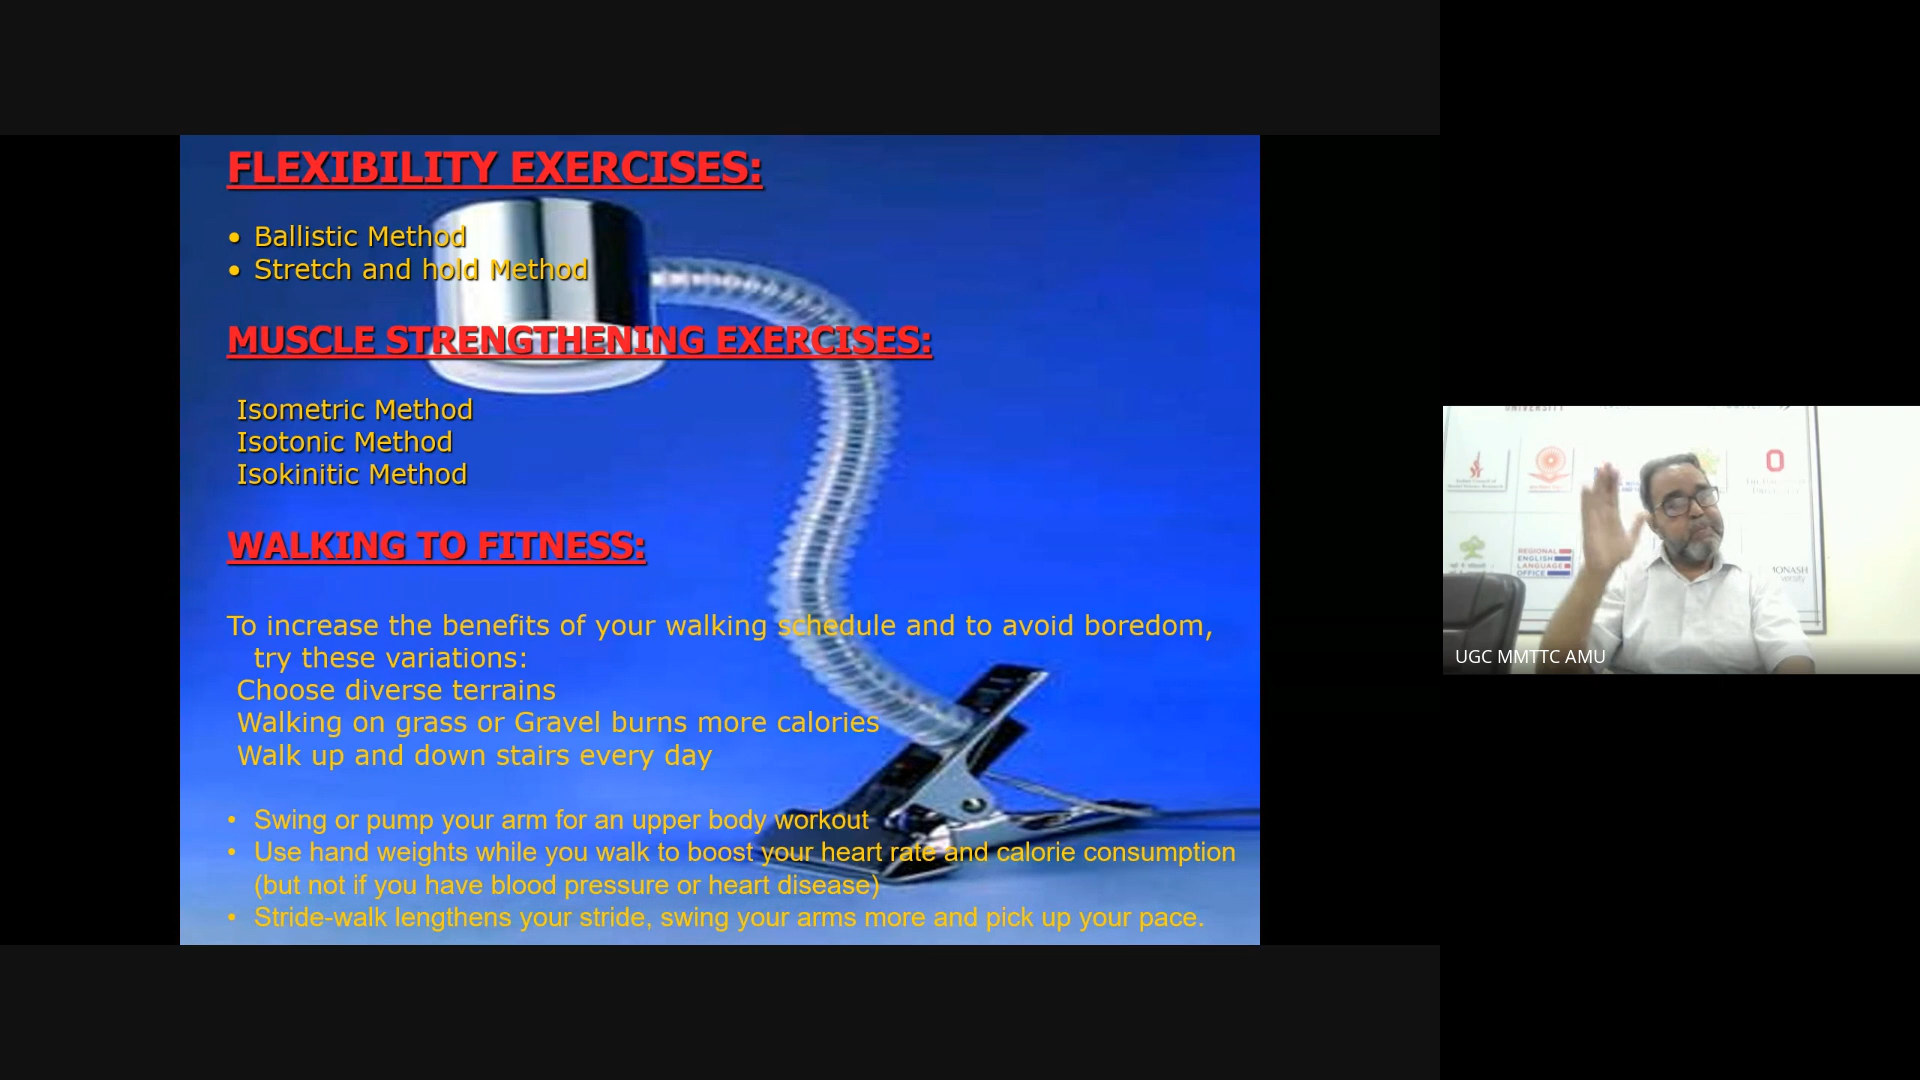 FLEXIBILITY EXERCISES:
• Ballistic Method
• Stretch and hold Method
MUSCLE STRENGTHENING EXERCISES:
Isometric Method
Isotonic Method
Isokinitic Method
WALKING TO FITNESS:
To increase the benefits of your walking schedule and to avoid boredom,
try these variations:
Choose diverse terrains
Walking on grass or Gravel burns more calories
Walk up and down stairs every day
• Swing or pump your arm for an upper body workout
• Use hand weights while you walk to boost your heart rate and calorie consumption
(but not if you have blood pressure or heart disease)
• Stride-walk lengthens your stride, swing your arms more and pick up your pace.
UNIVERSITY
REGIONAL
ENGLISH
LANGUAGE
OFFICE
UGC MMTTC AMU